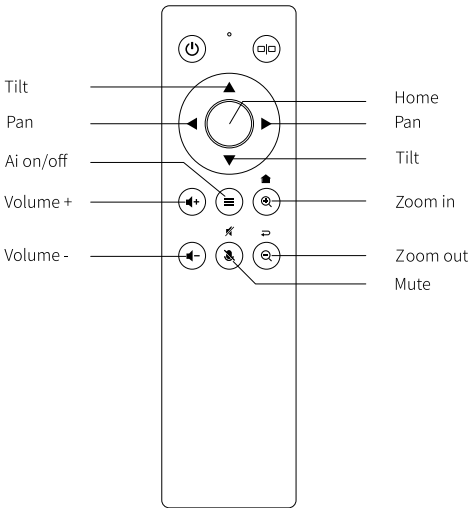 Tilt
Home
Pan
Pan
Ai on/off
Tilt
Volume +
Zoom in
Volume -
Zoom out
Mute